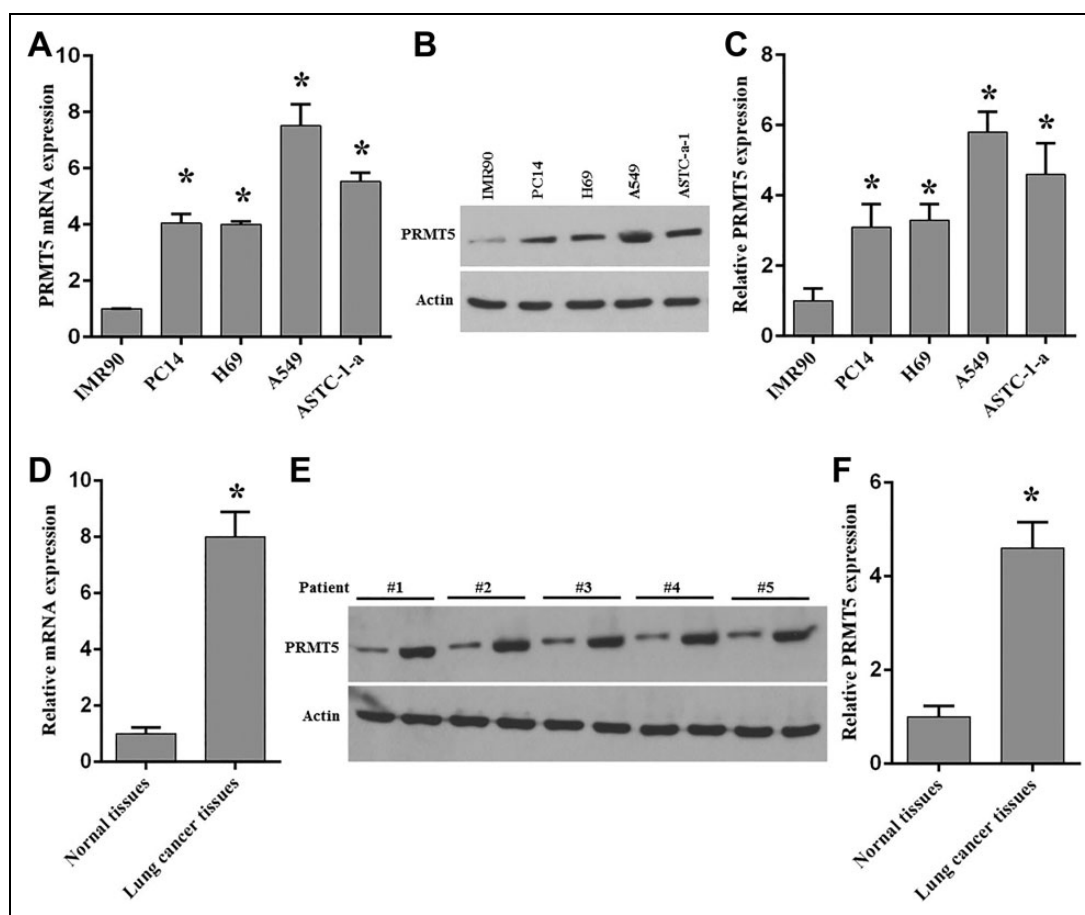 A
PRMT5 mRNA expression
10
8
6
4
2
0
*
*
*
*
IMR90
PC14
H69
A549
ASTC-1-a
B
IMR90
PC14
H69
A549
ASTC-a-1
PRMT5
Actin
C
Relative PRMT5 expression
8
6
4
2
0
*
*
*
*
IMR90
PC14
H69
A549
ASTC-1-a
D
Relative mRNA expression
10
8
6
4
2
0
*
Nornal tissues
Lung cancer tissues
E
Patient #1 #2 #3 #4 #5
PRMT5
Actin
F
Relative PRMT5 expression
6
4
2
0
*
Nornal tissues
Lung cancer tissues